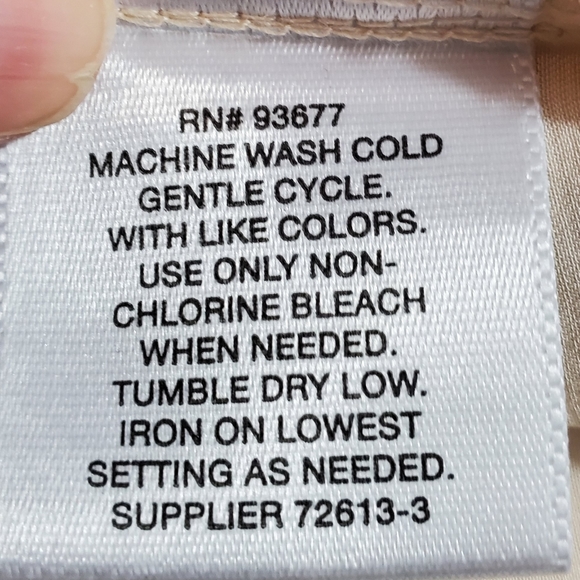 RN# 93677
MACHINE WASH COLD
GENTLE CYCLE.
WITH LIKE COLORS.
USE ONLY NON-
CHLORINE BLEACH
WHEN NEEDED.
TUMBLE DRY LOW.
IRON ON LOWEST
SETTING AS NEEDED.
SUPPLIER 72613-3